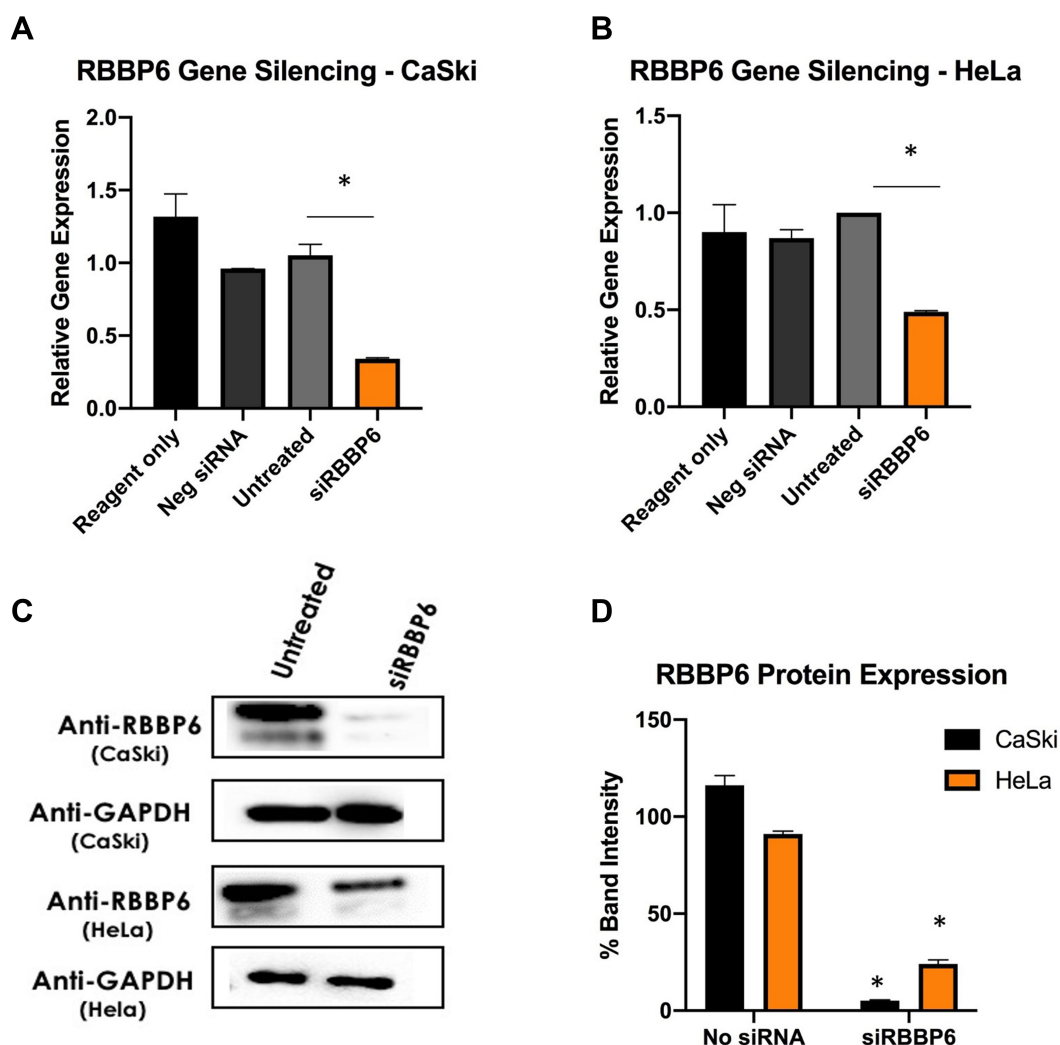 A
RBBP6 Gene Silencing - CaSki
Relative Gene Expression
2.0
1.5
1.0
0.5
0.0
*
Reagent only
Neg siRNA
Untreated
siRBBP6
B
RBBP6 Gene Silencing - HeLa
Relative Gene Expression
1.5
1.0
0.5
0.0
*
Reagent only
Neg siRNA
Untreated
siRBBP6
C
Untreated
siRBBP6
Anti-RBBP6
(CaSki)
Anti-GAPDH
(CaSki)
Anti-RBBP6
(HeLa)
Anti-GAPDH
(Hela)
D
RBBP6 Protein Expression
% Band Intensity
150
100
50
0
CaSki
HeLa
*
*
No siRNA
siRBBP6